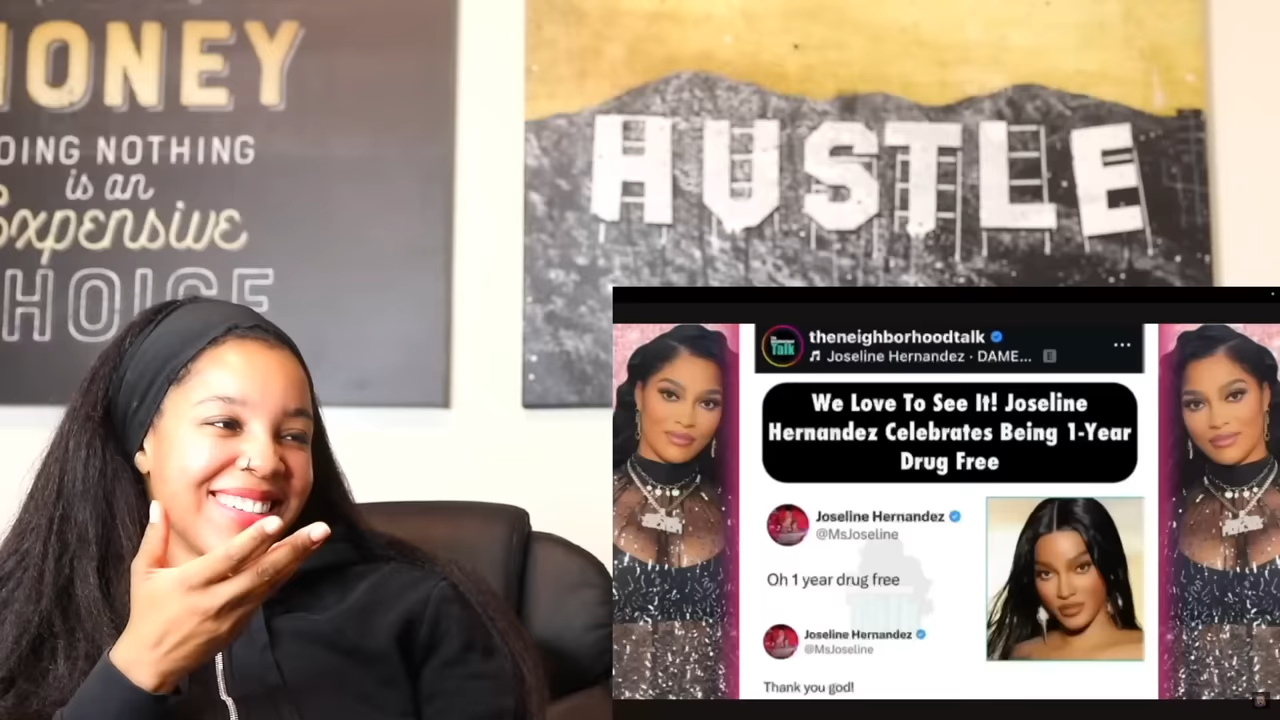 MONEY
DOING NOTHING
is an
Expensive
CHOICE
HUSTLE
Talk
theneighborhoodtalk
Joseline Hernandez · DAME... E
We Love To See It! Joseline
Hernandez Celebrates Being 1-Year
Drug Free
Joseline Hernandez
@MsJoseline
Oh 1 year drug free
Joseline Hernandez
@MsJoseline
Thank you god!